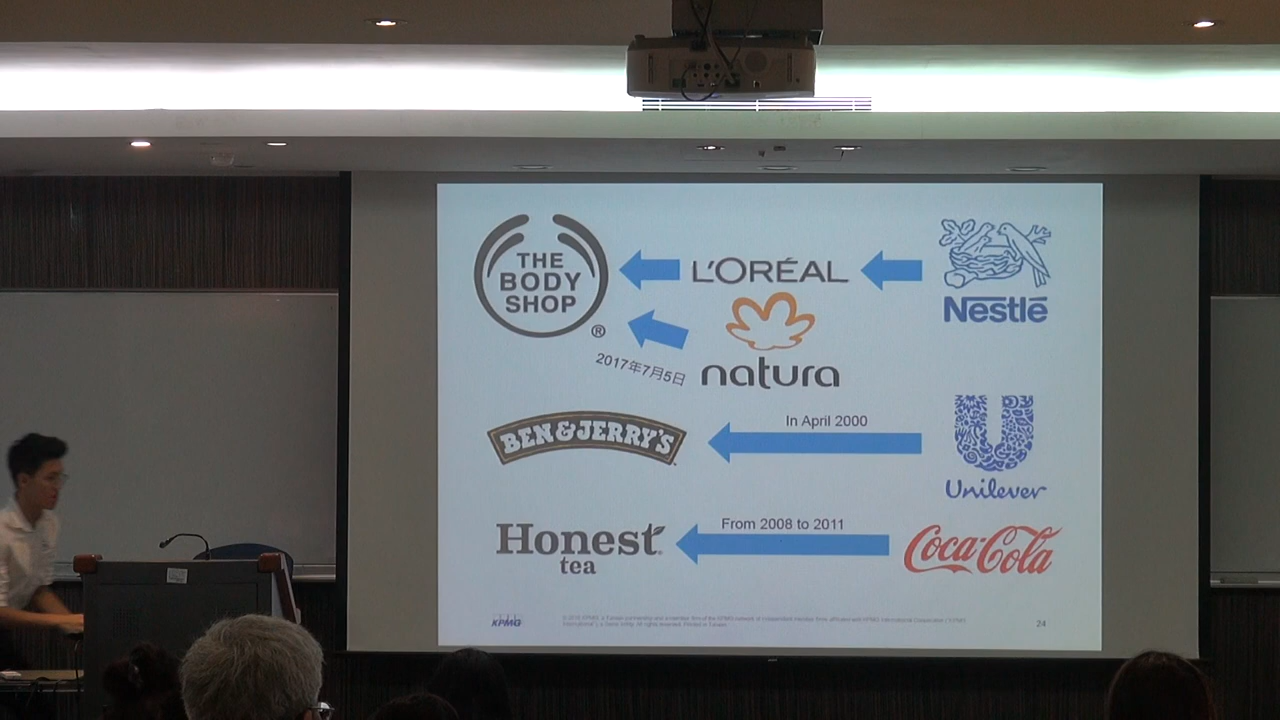 THE
BODY
SHOP
®
L'ORÉAL
Nestlé
2017年7月5日
natura
BEN & JERRY'S
In April 2000
Unilever
Honest
tea
From 2008 to 2011
Coca-Cola
KPMG
24